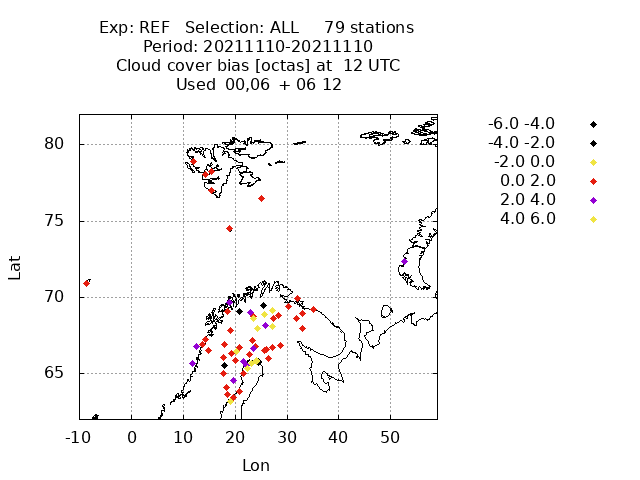 Exp: REF Selection: ALL 79 stations
Period: 20211110-20211110
Cloud cover bias [octas] at 12 UTC
Used 00,06 + 06 12
-6.0 -4.0
-4.0 -2.0
-2.0 0.0
0.0 2.0
2.0 4.0
4.0 6.0
80
75
70
65
Lat
-10 0 10 20 30 40 50
Lon